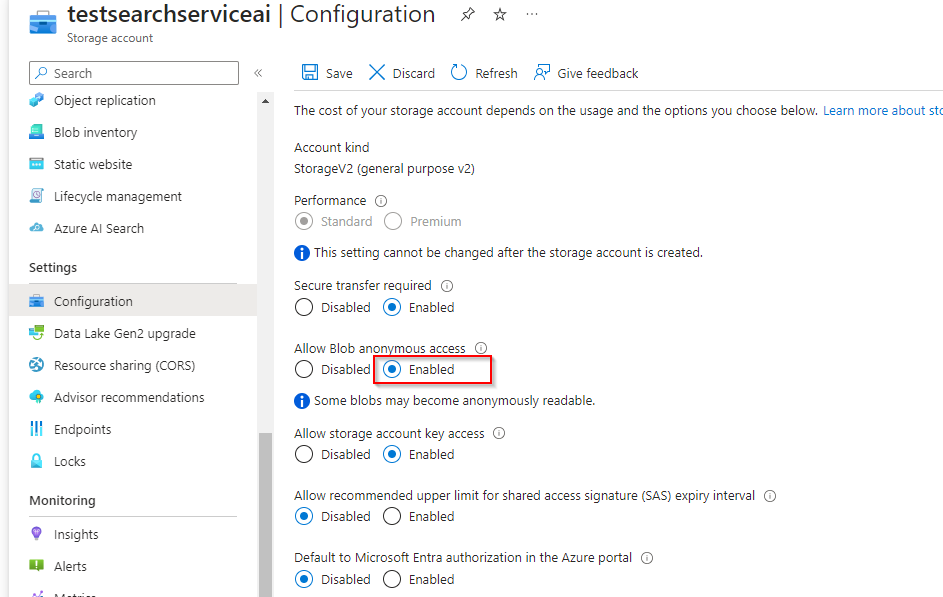 testsearchserviceai | Configuration
...
Storage account
Search
«
Object replication
Blob inventory
Static website
Lifecycle management
Azure AI Search
Settings
Configuration
Data Lake Gen2 upgrade
Resource sharing (CORS)
Advisor recommendations
Endpoints
Locks
Monitoring
Insights
Alerts
Metrics
Save Discard Refresh Give feedback
The cost of your storage account depends on the usage and the options you choose below. Learn more about sto
Account kind
StorageV2 (general purpose v2)
Performance
Standard Premium
This setting cannot be changed after the storage account is created.
Secure transfer required
Disabled Enabled
Allow Blob anonymous access
Disabled Enabled
Some blobs may become anonymously readable.
Allow storage account key access
Disabled Enabled
Allow recommended upper limit for shared access signature (SAS) expiry interval
Disabled Enabled
Default to Microsoft Entra authorization in the Azure portal
Disabled Enabled